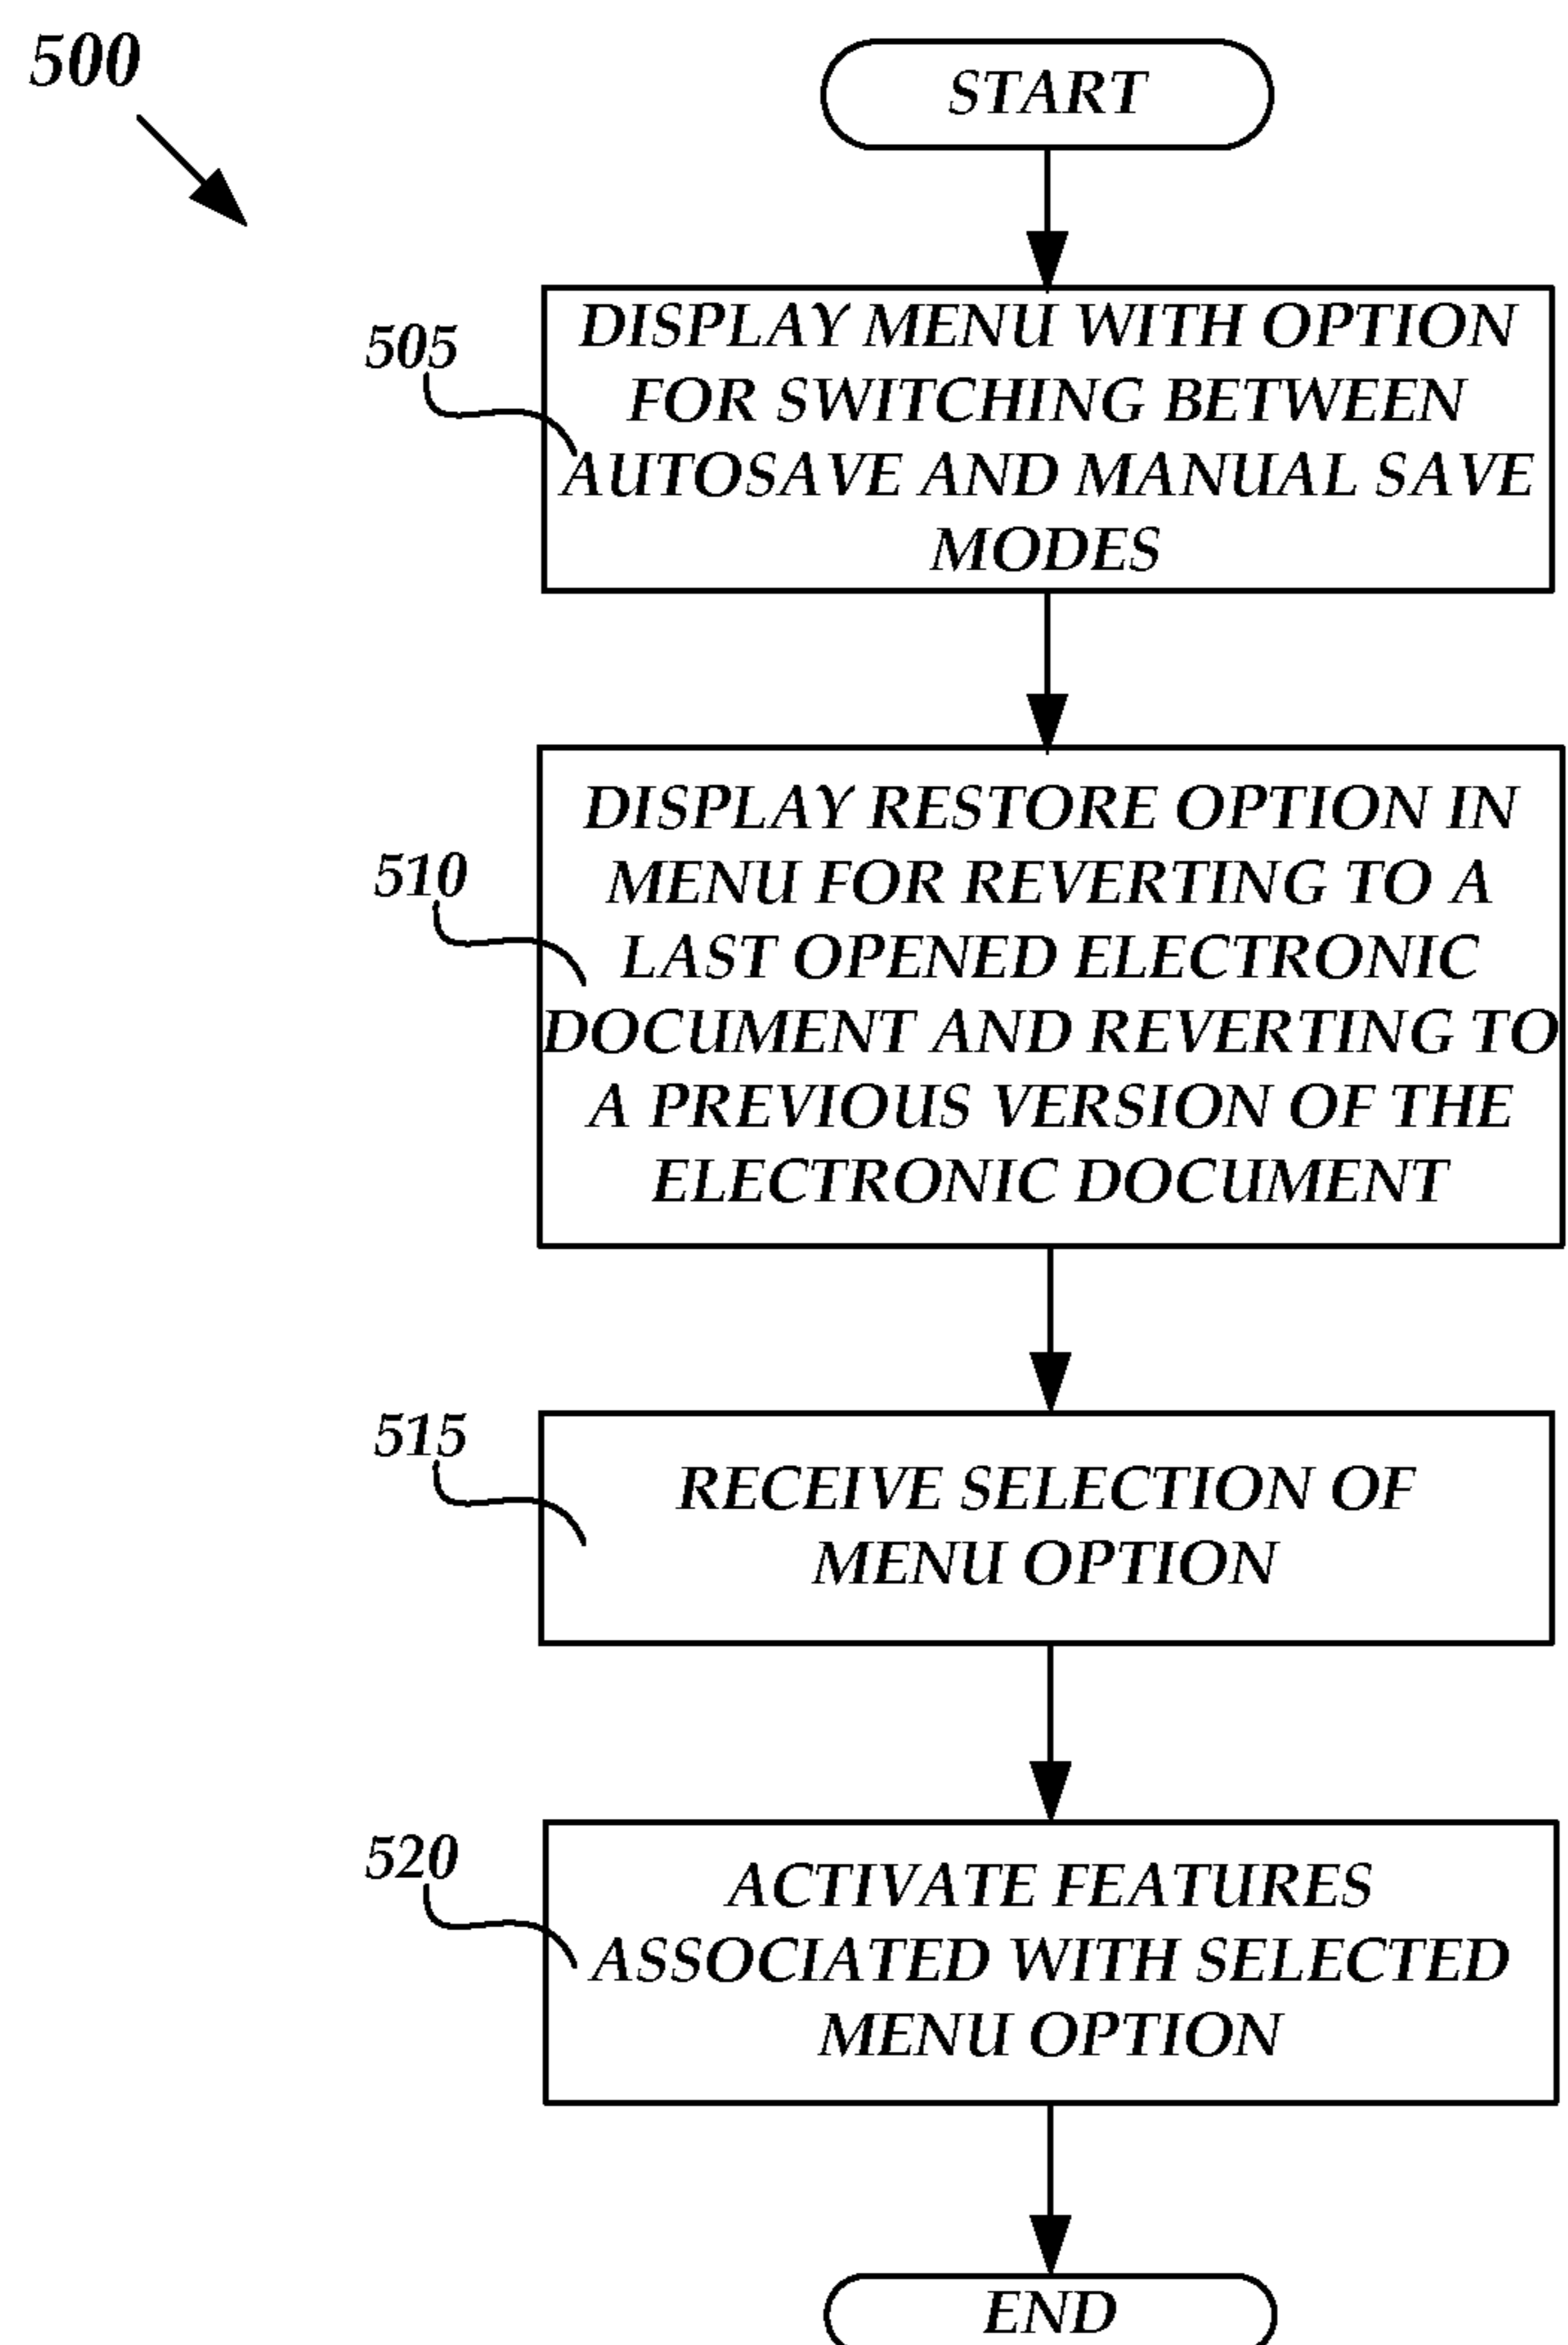 500
START
505
DISPLAY MENU WITH OPTION
FOR SWITCHING BETWEEN
AUTOSAVE AND MANUAL SAVE
MODES
510
DISPLAY RESTORE OPTION IN
MENU FOR REVERTING TO A
LAST OPENED ELECTRONIC
DOCUMENT AND REVERTING TO
A PREVIOUS VERSION OF THE
ELECTRONIC DOCUMENT
515
RECEIVE SELECTION OF
MENU OPTION
520
ACTIVATE FEATURES
ASSOCIATED WITH SELECTED
MENU OPTION
END